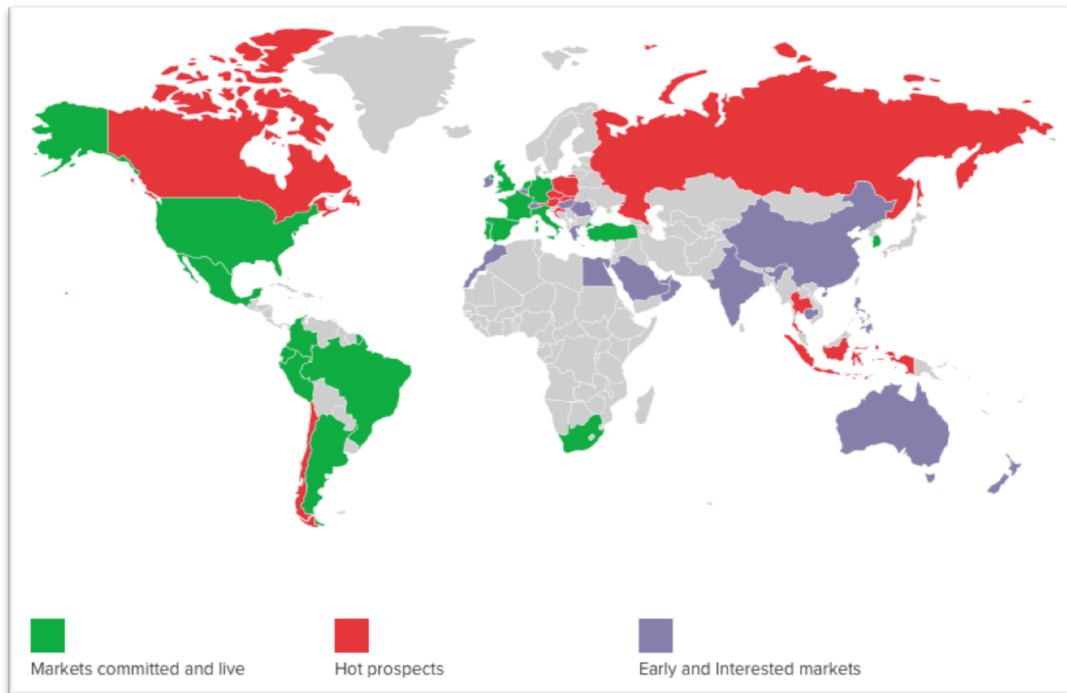 Markets committed and live
Hot prospects
Early and Interested markets